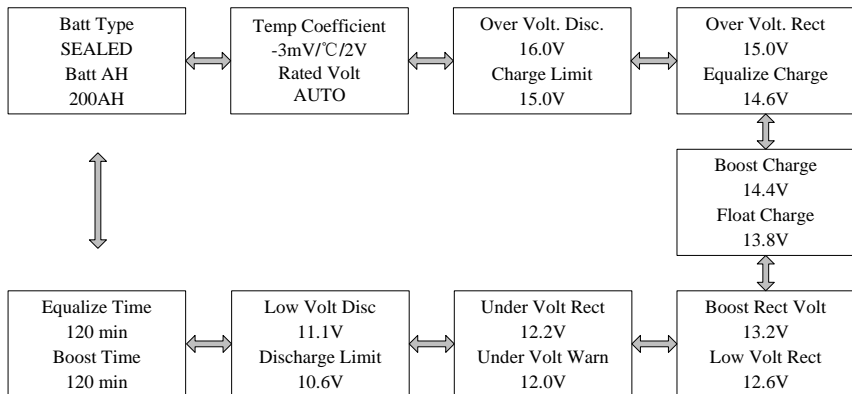 Batt Type
SEALED
Batt AH
200AH
Temp Coefficient
-3mV/℃/2V
Rated Volt
AUTO
Over Volt. Disc.
16.0V
Charge Limit
15.0V
Over Volt. Rect
15.0V
Equalize Charge
14.6V
Boost Charge
14.4V
Float Charge
13.8V
Equalize Time
120 min
Boost Time
120 min
Low Volt Disc
11.1V
Discharge Limit
10.6V
Under Volt Rect
12.2V
Under Volt Warn
12.0V
Boost Rect Volt
13.2V
Low Volt Rect
12.6V